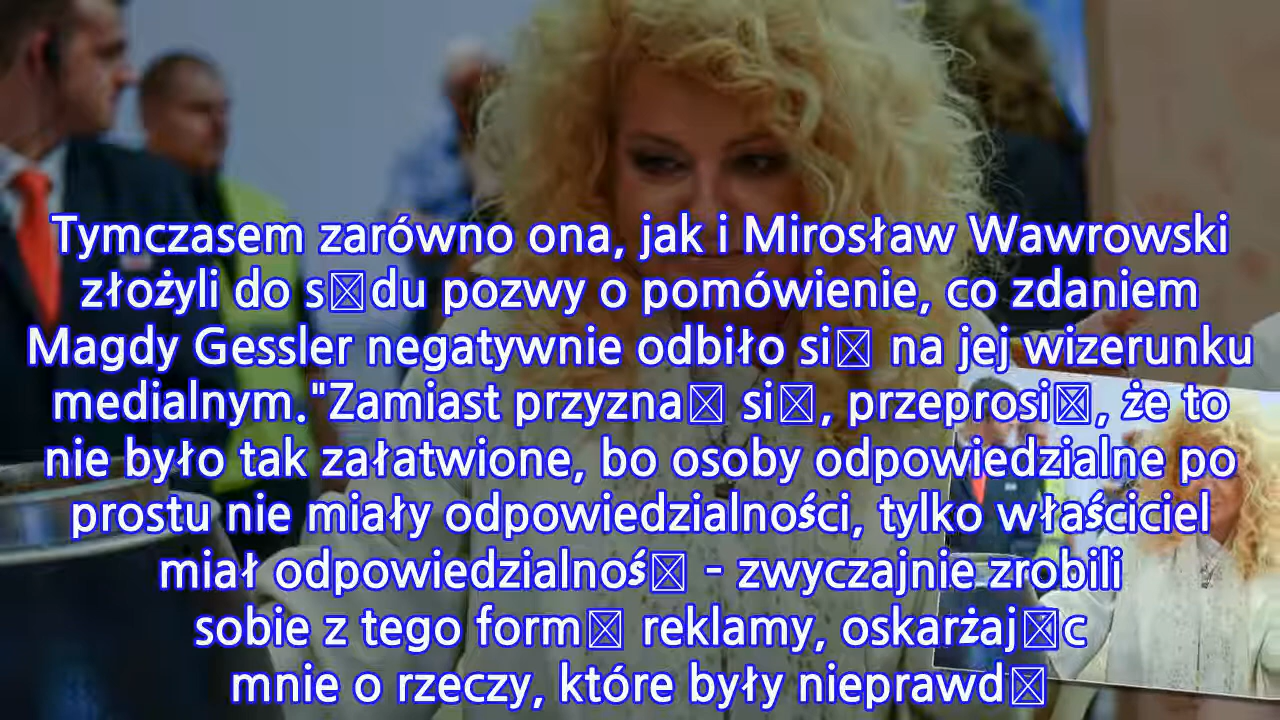 Tymczasem zarówno ona, jak i Mirosław Wawrowski
złożyli do s☒du pozwy o pomówienie, co zdaniem
Magdy Gessler negatywnie odbiło si☒ na jej wizerunku
medialnym."Zamiast przyzna☒ si☒, przeprosi☒, że to
nie było tak załatwione, bo osoby odpowiedzialne po
prostu nie miały odpowiedzialności, tylko właściciel
miał odpowiedzialnoś☒ - zwyczajnie zrobili
sobie z tego form☒ reklamy, oskarżaj☒c
mnie o rzeczy, które były nieprawd☒